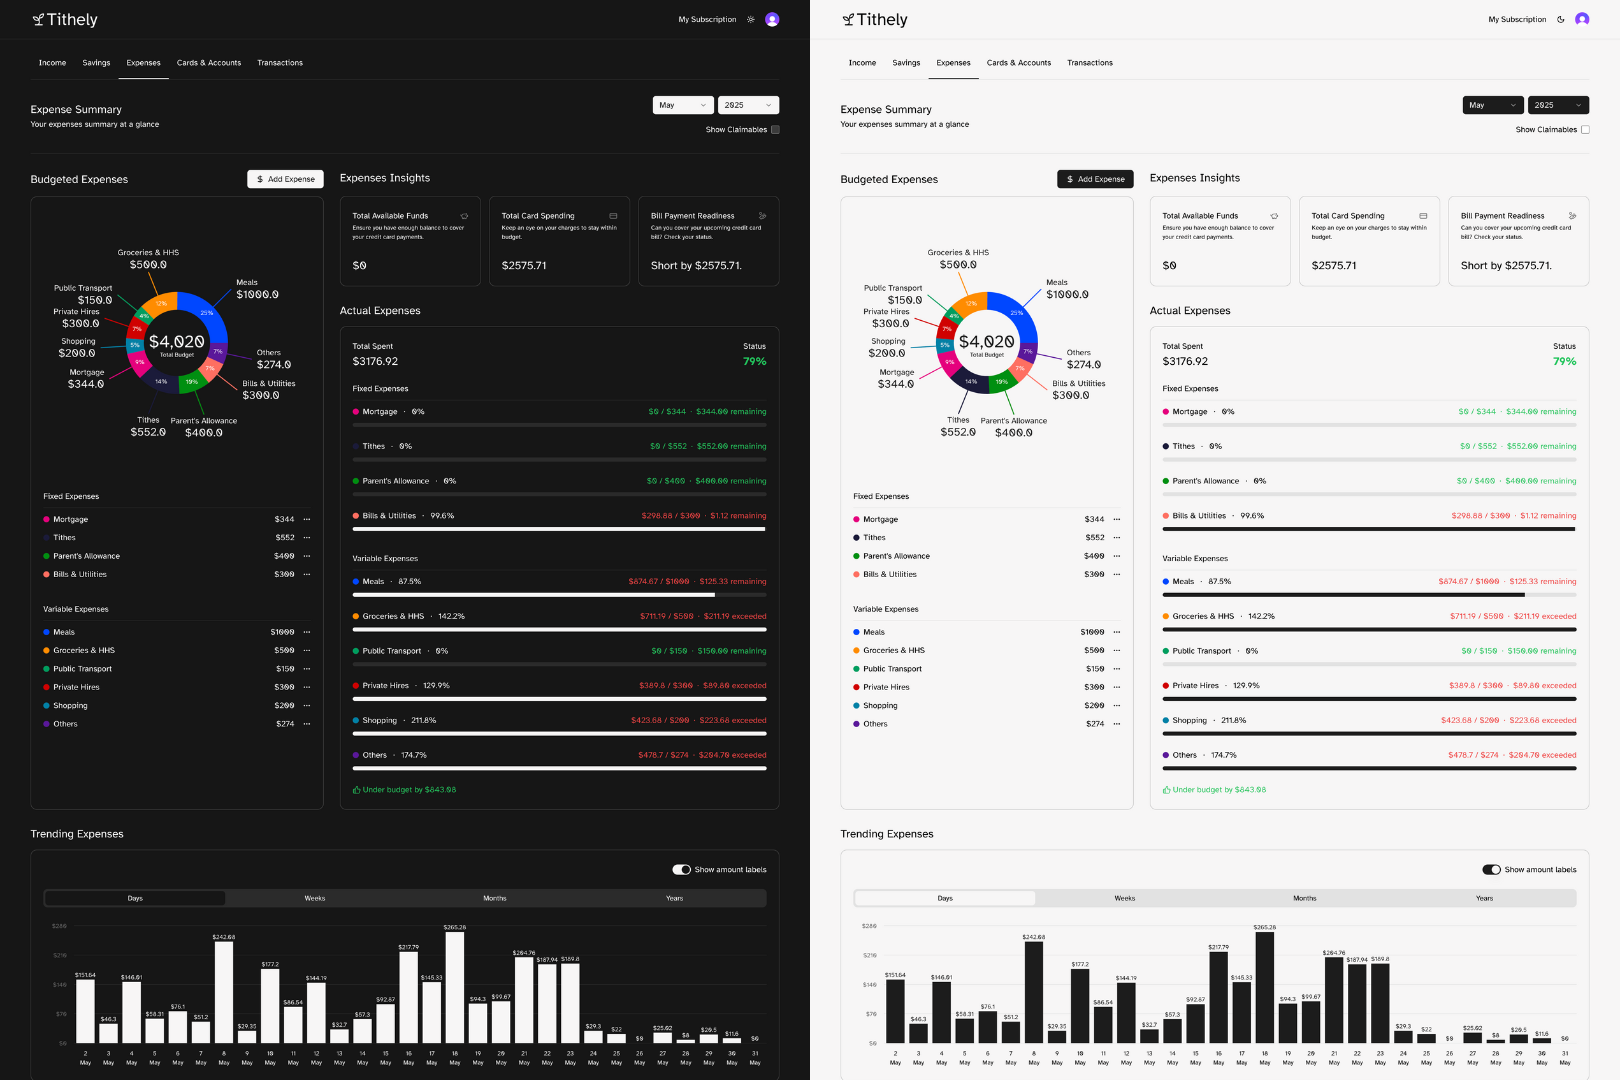 Tithely
My Subscription
Income Savings Expenses Cards & Accounts Transactions
Expense Summary
Your expenses summary at a glance
May 2025
Show Claimables
Budgeted Expenses
Add Expense
Groceries & HHS
$500.0
Meals
$1000.0
Public Transport
$150.0
Private Hires
$300.0
Shopping
$200.0
Mortgage
$344.0
Others
$274.0
Bills & Utilities
$300.0
Tithes
$552.0
Parent's Allowance
$400.0
12%
25%
4%
7%
5%
9%
14%
10%
7%
7%
$4,020
Total Budget
Fixed Expenses
Mortgage $344 ···
Tithes $552 ···
Parent's Allowance $400 ···
Bills & Utilities $300 ···
Variable Expenses
Meals $1000 ···
Groceries & HHS $500 ···
Public Transport $150 ···
Private Hires $300 ···
Shopping $200 ···
Others $274 ···
Expenses Insights
Total Available Funds
Ensure you have enough balance to cover
your credit card payments.
$0
Total Card Spending
Keep an eye on your charges to stay within
budget.
$2575.71
Bill Payment Readiness
Can you cover your upcoming credit card
bill? Check your status.
Short by $2575.71.
Actual Expenses
Total Spent Status
$3176.92 79%
Fixed Expenses
Mortgage · 0% $0 / $344 · $344.00 remaining
Tithes · 0% $0 / $552 · $552.00 remaining
Parent's Allowance · 0% $0 / $400 · $400.00 remaining
Bills & Utilities · 99.6% $298.88 / $300 · $1.12 remaining
Variable Expenses
Meals · 87.5% $874.67 / $1000 · $125.33 remaining
Groceries & HHS · 142.2% $711.19 / $500 · $211.19 exceeded
Public Transport · 0% $0 / $150 · $150.00 remaining
Private Hires · 129.9% $389.8 / $300 · $89.80 exceeded
Shopping · 211.8% $423.68 / $200 · $223.68 exceeded
Others · 174.7% $478.7 / $274 · $204.70 exceeded
Under budget by $843.08
Trending Expenses
Show amount labels
Days Weeks Months Years
$280
$210
$140
$70
$0
$151.64 $46.3 $146.01 $58.31 $76.1 $51.2 $242.08 $29.35 $177.2 $86.54 $144.19 $32.7 $57.3 $92.87 $217.79 $145.33 $265.28 $94.3 $99.67 $204.76 $187.94 $189.8 $29.3 $22 $0 $25.02 $8 $20.5 $11.6 $0
2 3 4 5 6 7 8 9 10 11 12 13 14 15 16 17 18 19 20 21 22 23 24 25 26 27 28 29 30 31
May May May May May May May May May May May May May May May May May May May May May May May May May May May May May May
Tithely
My Subscription
Income Savings Expenses Cards & Accounts Transactions
Expense Summary
Your expenses summary at a glance
May 2025
Show Claimables
Budgeted Expenses
Add Expense
Groceries & HHS
$500.0
Meals
$1000.0
Public Transport
$150.0
Private Hires
$300.0
Shopping
$200.0
Mortgage
$344.0
Others
$274.0
Bills & Utilities
$300.0
Tithes
$552.0
Parent's Allowance
$400.0
12%
25%
4%
7%
5%
9%
14%
10%
7%
7%
$4,020
Total Budget
Fixed Expenses
Mortgage $344 ···
Tithes $552 ···
Parent's Allowance $400 ···
Bills & Utilities $300 ···
Variable Expenses
Meals $1000 ···
Groceries & HHS $500 ···
Public Transport $150 ···
Private Hires $300 ···
Shopping $200 ···
Others $274 ···
Expenses Insights
Total Available Funds
Ensure you have enough balance to cover
your credit card payments.
$0
Total Card Spending
Keep an eye on your charges to stay within
budget.
$2575.71
Bill Payment Readiness
Can you cover your upcoming credit card
bill? Check your status.
Short by $2575.71.
Actual Expenses
Total Spent Status
$3176.92 79%
Fixed Expenses
Mortgage · 0% $0 / $344 · $344.00 remaining
Tithes · 0% $0 / $552 · $552.00 remaining
Parent's Allowance · 0% $0 / $400 · $400.00 remaining
Bills & Utilities · 99.6% $298.88 / $300 · $1.12 remaining
Variable Expenses
Meals · 87.5% $874.67 / $1000 · $125.33 remaining
Groceries & HHS · 142.2% $711.19 / $500 · $211.19 exceeded
Public Transport · 0% $0 / $150 · $150.00 remaining
Private Hires · 129.9% $389.8 / $300 · $89.80 exceeded
Shopping · 211.8% $423.68 / $200 · $223.68 exceeded
Others · 174.7% $478.7 / $274 · $204.70 exceeded
Under budget by $843.08
Trending Expenses
Show amount labels
Days Weeks Months Years
$280
$210
$140
$70
$0
$151.64 $46.3 $146.01 $58.31 $76.1 $51.2 $242.08 $29.35 $177.2 $86.54 $144.19 $32.7 $57.3 $92.87 $217.79 $145.33 $265.28 $94.3 $99.67 $204.76 $187.94 $189.8 $29.3 $22 $0 $25.02 $8 $20.5 $11.6 $0
2 3 4 5 6 7 8 9 10 11 12 13 14 15 16 17 18 19 20 21 22 23 24 25 26 27 28 29 30 31
May May May May May May May May May May May May May May May May May May May May May May May May May May May May May May